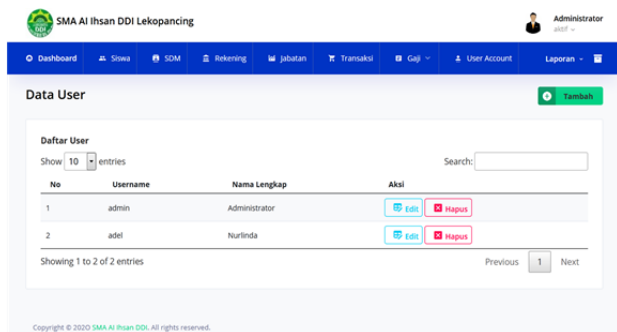 SMA Al Ihsan DDI Lekopancing
Administrator
aktif
Dashboard Siswa SDM Rekening Jabatan Transaksi Gaji User Account Laporan
Data User
Tambah
Daftar User
Show 10 entries Search:
No Username Nama Lengkap Aksi
1 admin Administrator Edit Hapus
2 adel Nurlinda Edit Hapus
Showing 1 to 2 of 2 entries Previous 1 Next
Copyright © 2020 SMA Al Ihsan DDI. All rights reserved.